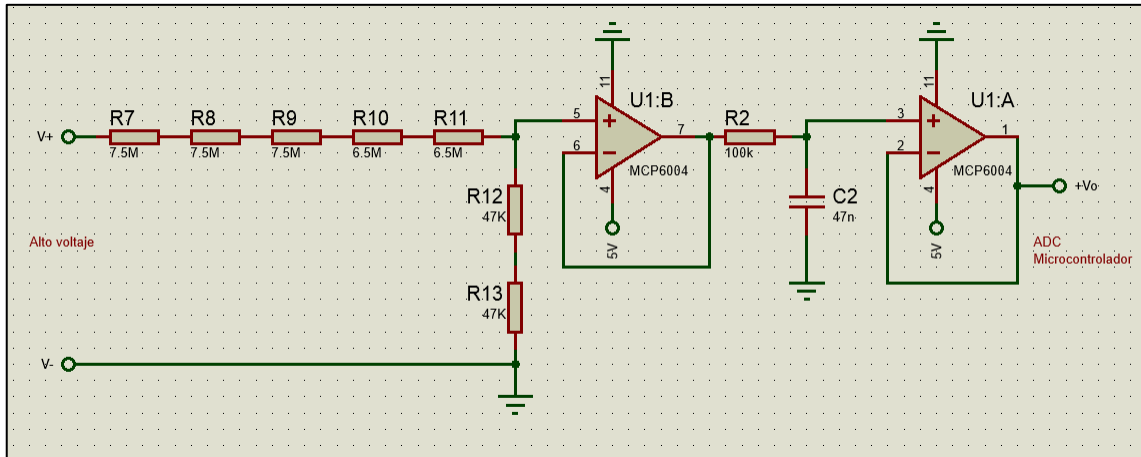 R7
7.5M
R8
7.5M
R9
7.5M
R10
6.5M
R11
6.5M
V+
R12
47K
R13
47K
Alto voltaje
V-
U1:B
MCP6004
5
6
7
11
4
5V
R2
100k
C2
47n
U1:A
MCP6004
3
2
1
11
4
5V
+Vo
ADC
Microcontrolador